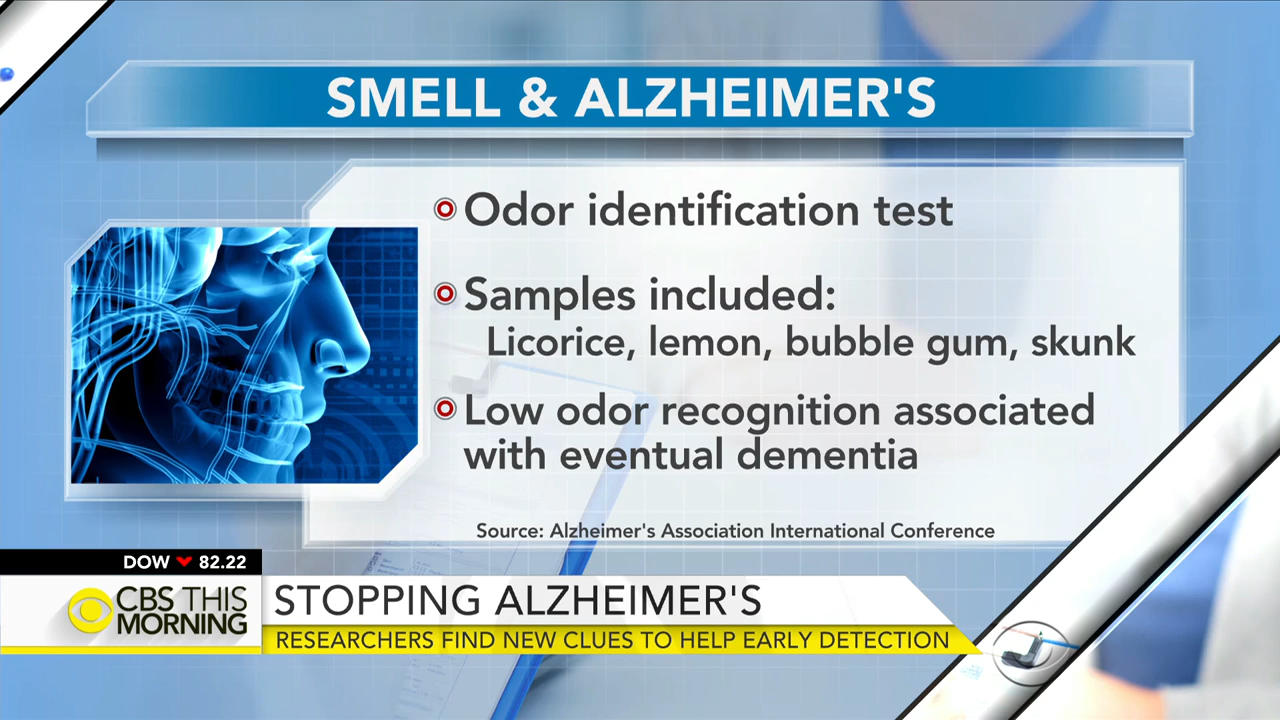 SMELL & ALZHEIMER'S
Odor identification test
Samples included:
Licorice, lemon, bubble gum, skunk
Low odor recognition associated
with eventual dementia
Source: Alzheimer's Association International Conference
DOW 82.22
CBS THIS
MORNING
STOPPING ALZHEIMER'S
RESEARCHERS FIND NEW CLUES TO HELP EARLY DETECTION